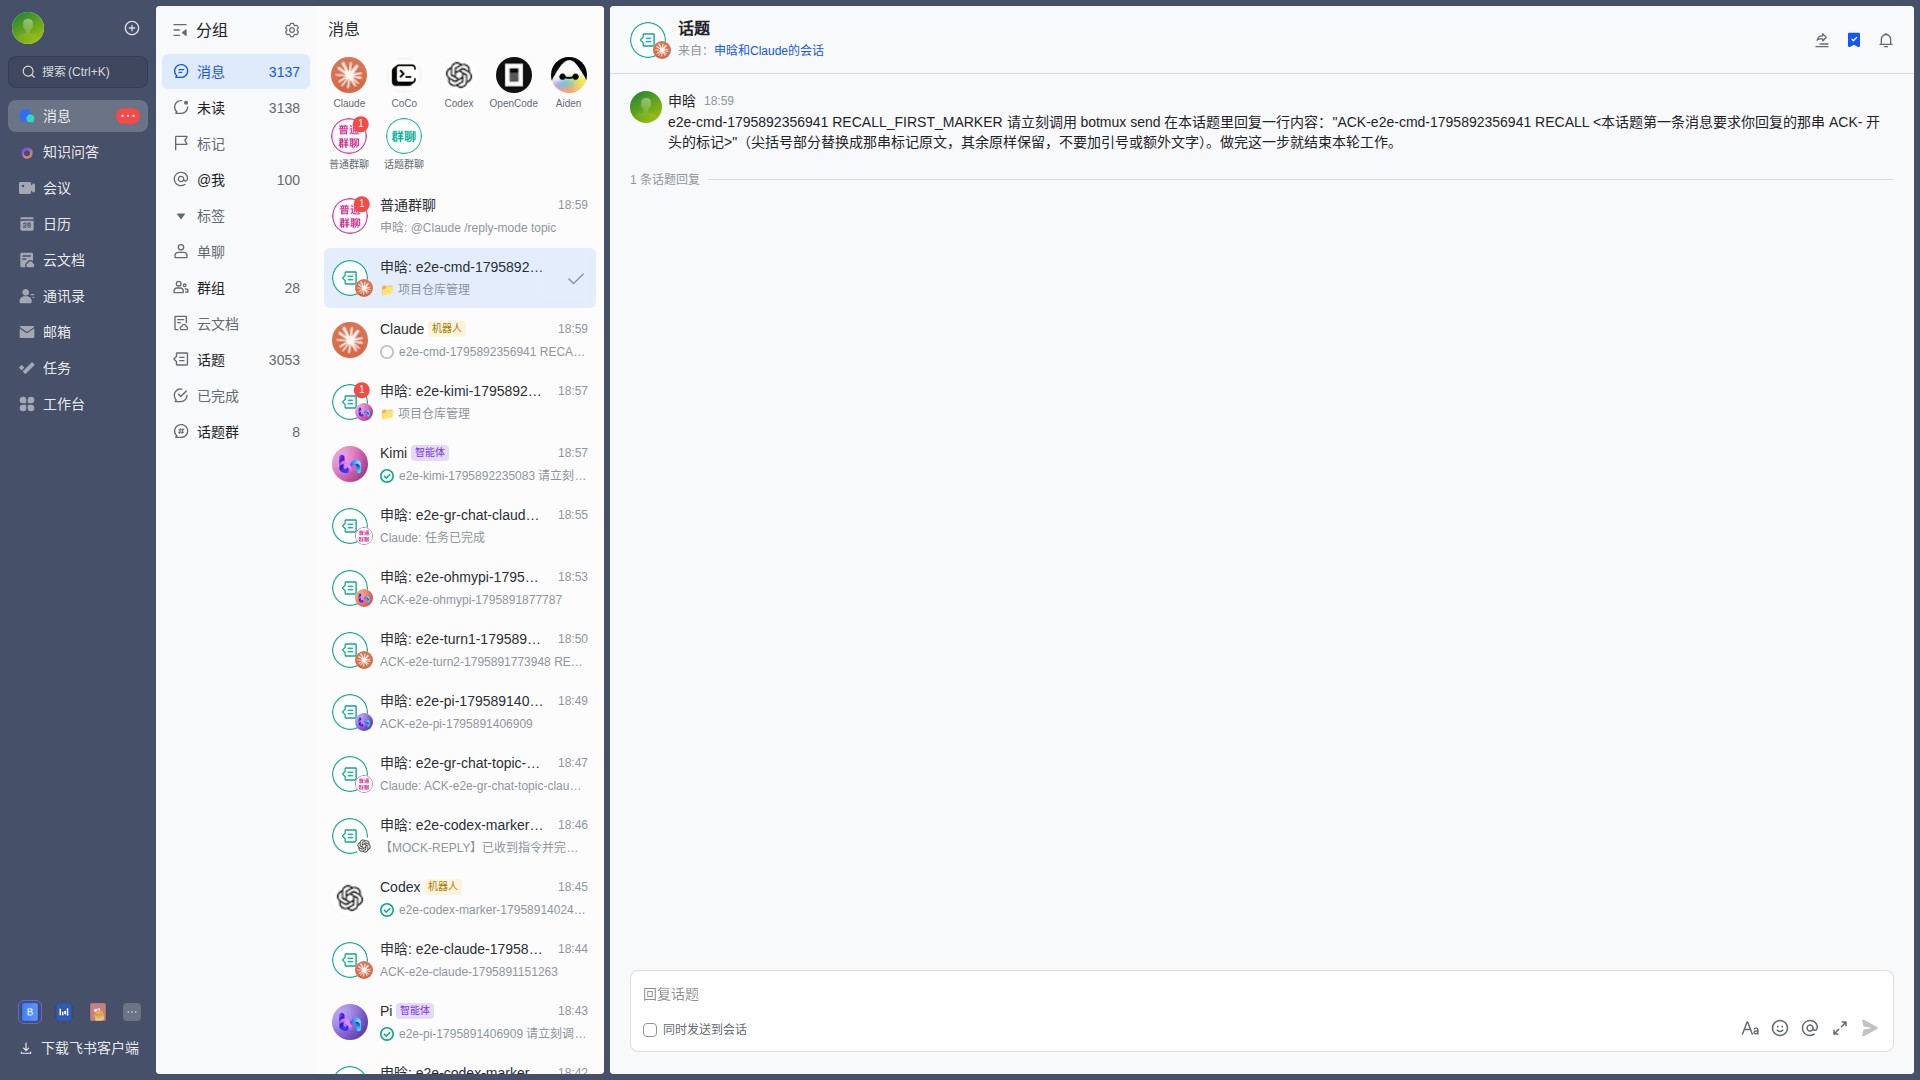 搜索 (Ctrl+K)
消息
知识问答
会议
日历
云文档
通讯录
邮箱
任务
工作台
下载飞书客户端
分组
消息 3137
未读 3138
标记
@我 100
标签
单聊
群组 28
云文档
话题 3053
已完成
话题群 8
消息
Claude
CoCo
Codex
OpenCode
Aiden
1
普通群聊
群聊
话题群聊
1
普通群聊 18:59
申晗: @Claude /reply-mode topic
申晗: e2e-cmd-1795892…
📁 项目仓库管理
Claude 机器人 18:59
e2e-cmd-1795892356941 RECA…
1
申晗: e2e-kimi-1795892… 18:57
📁 项目仓库管理
Kimi 智能体 18:57
e2e-kimi-1795892235083 请立刻…
申晗: e2e-gr-chat-claud… 18:55
Claude: 任务已完成
申晗: e2e-ohmypi-1795… 18:53
ACK-e2e-ohmypi-1795891877787
申晗: e2e-turn1-179589… 18:50
ACK-e2e-turn2-1795891773948 RE…
申晗: e2e-pi-179589140… 18:49
ACK-e2e-pi-1795891406909
申晗: e2e-gr-chat-topic-… 18:47
Claude: ACK-e2e-gr-chat-topic-clau…
申晗: e2e-codex-marker… 18:46
【MOCK-REPLY】已收到指令并完…
Codex 机器人 18:45
e2e-codex-marker-17958914024…
申晗: e2e-claude-17958… 18:44
ACK-e2e-claude-1795891151263
Pi 智能体 18:43
e2e-pi-1795891406909 请立刻调…
申晗: e2e-codex-marker… 18:42
话题
来自：申晗和Claude的会话
申晗 18:59
e2e-cmd-1795892356941 RECALL_FIRST_MARKER 请立刻调用 botmux send 在本话题里回复一行内容："ACK-e2e-cmd-1795892356941 RECALL <本话题第一条消息要求你回复的那串 ACK- 开
头的标记>"（尖括号部分替换成那串标记原文，其余原样保留，不要加引号或额外文字）。做完这一步就结束本轮工作。
1 条话题回复
回复话题
同时发送到会话